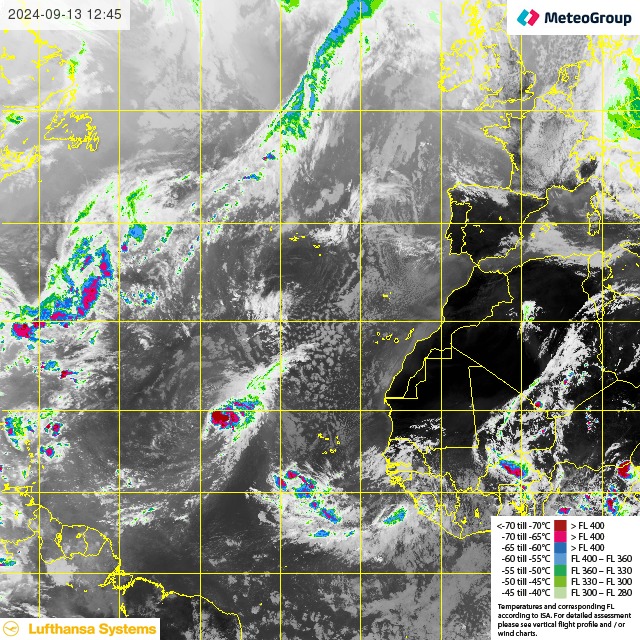 2024-09-13 12:45
MeteoGroup
<-70 till -70°C > FL 400
-70 till -65°C > FL 400
-65 till -60°C > FL 400
-60 till -55°C FL 400 – FL 360
-55 till -50°C FL 360 – FL 330
-50 till -45°C FL 330 – FL 300
-45 till -40°C FL 300 – FL 280
Temperatures and corresponding FL
according to ISA. For detailed assessment
please see vertical flight profile and / or
wind charts.
Lufthansa Systems